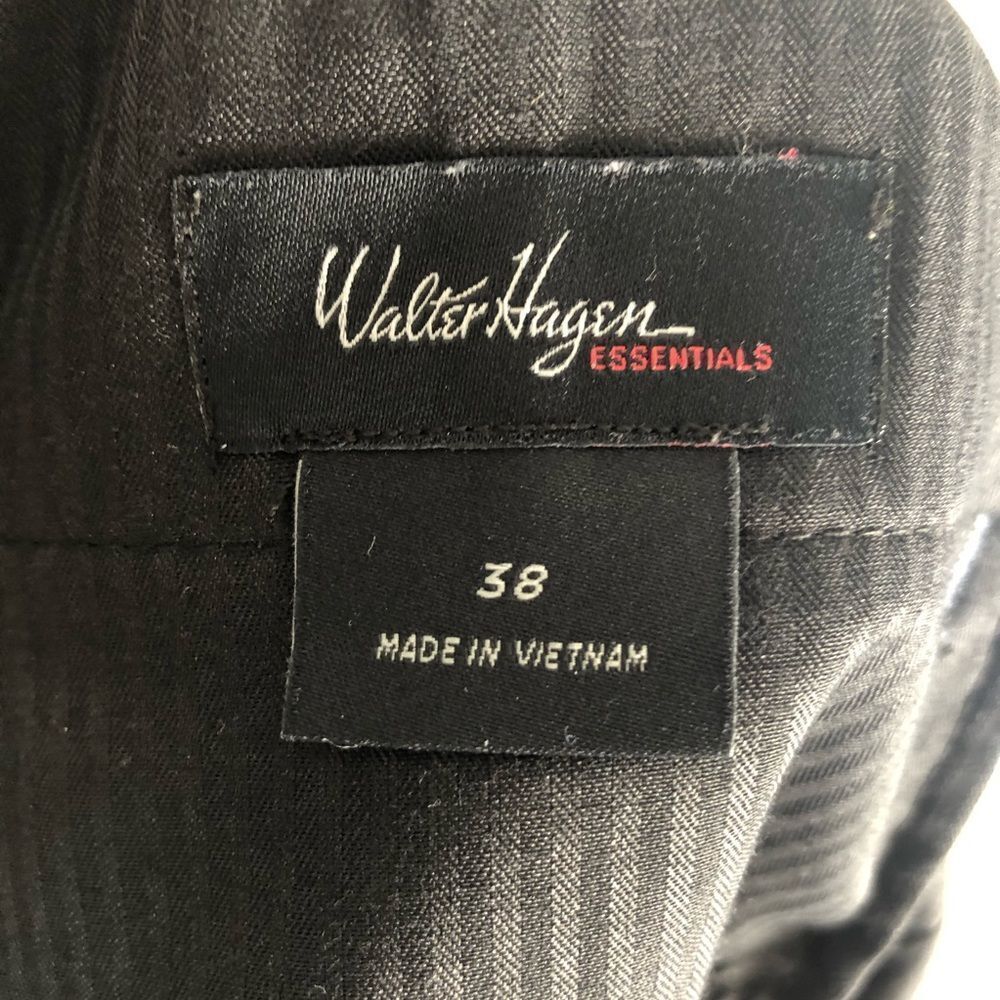 Walter Hagen
ESSENTIALS
38
MADE IN VIETNAM